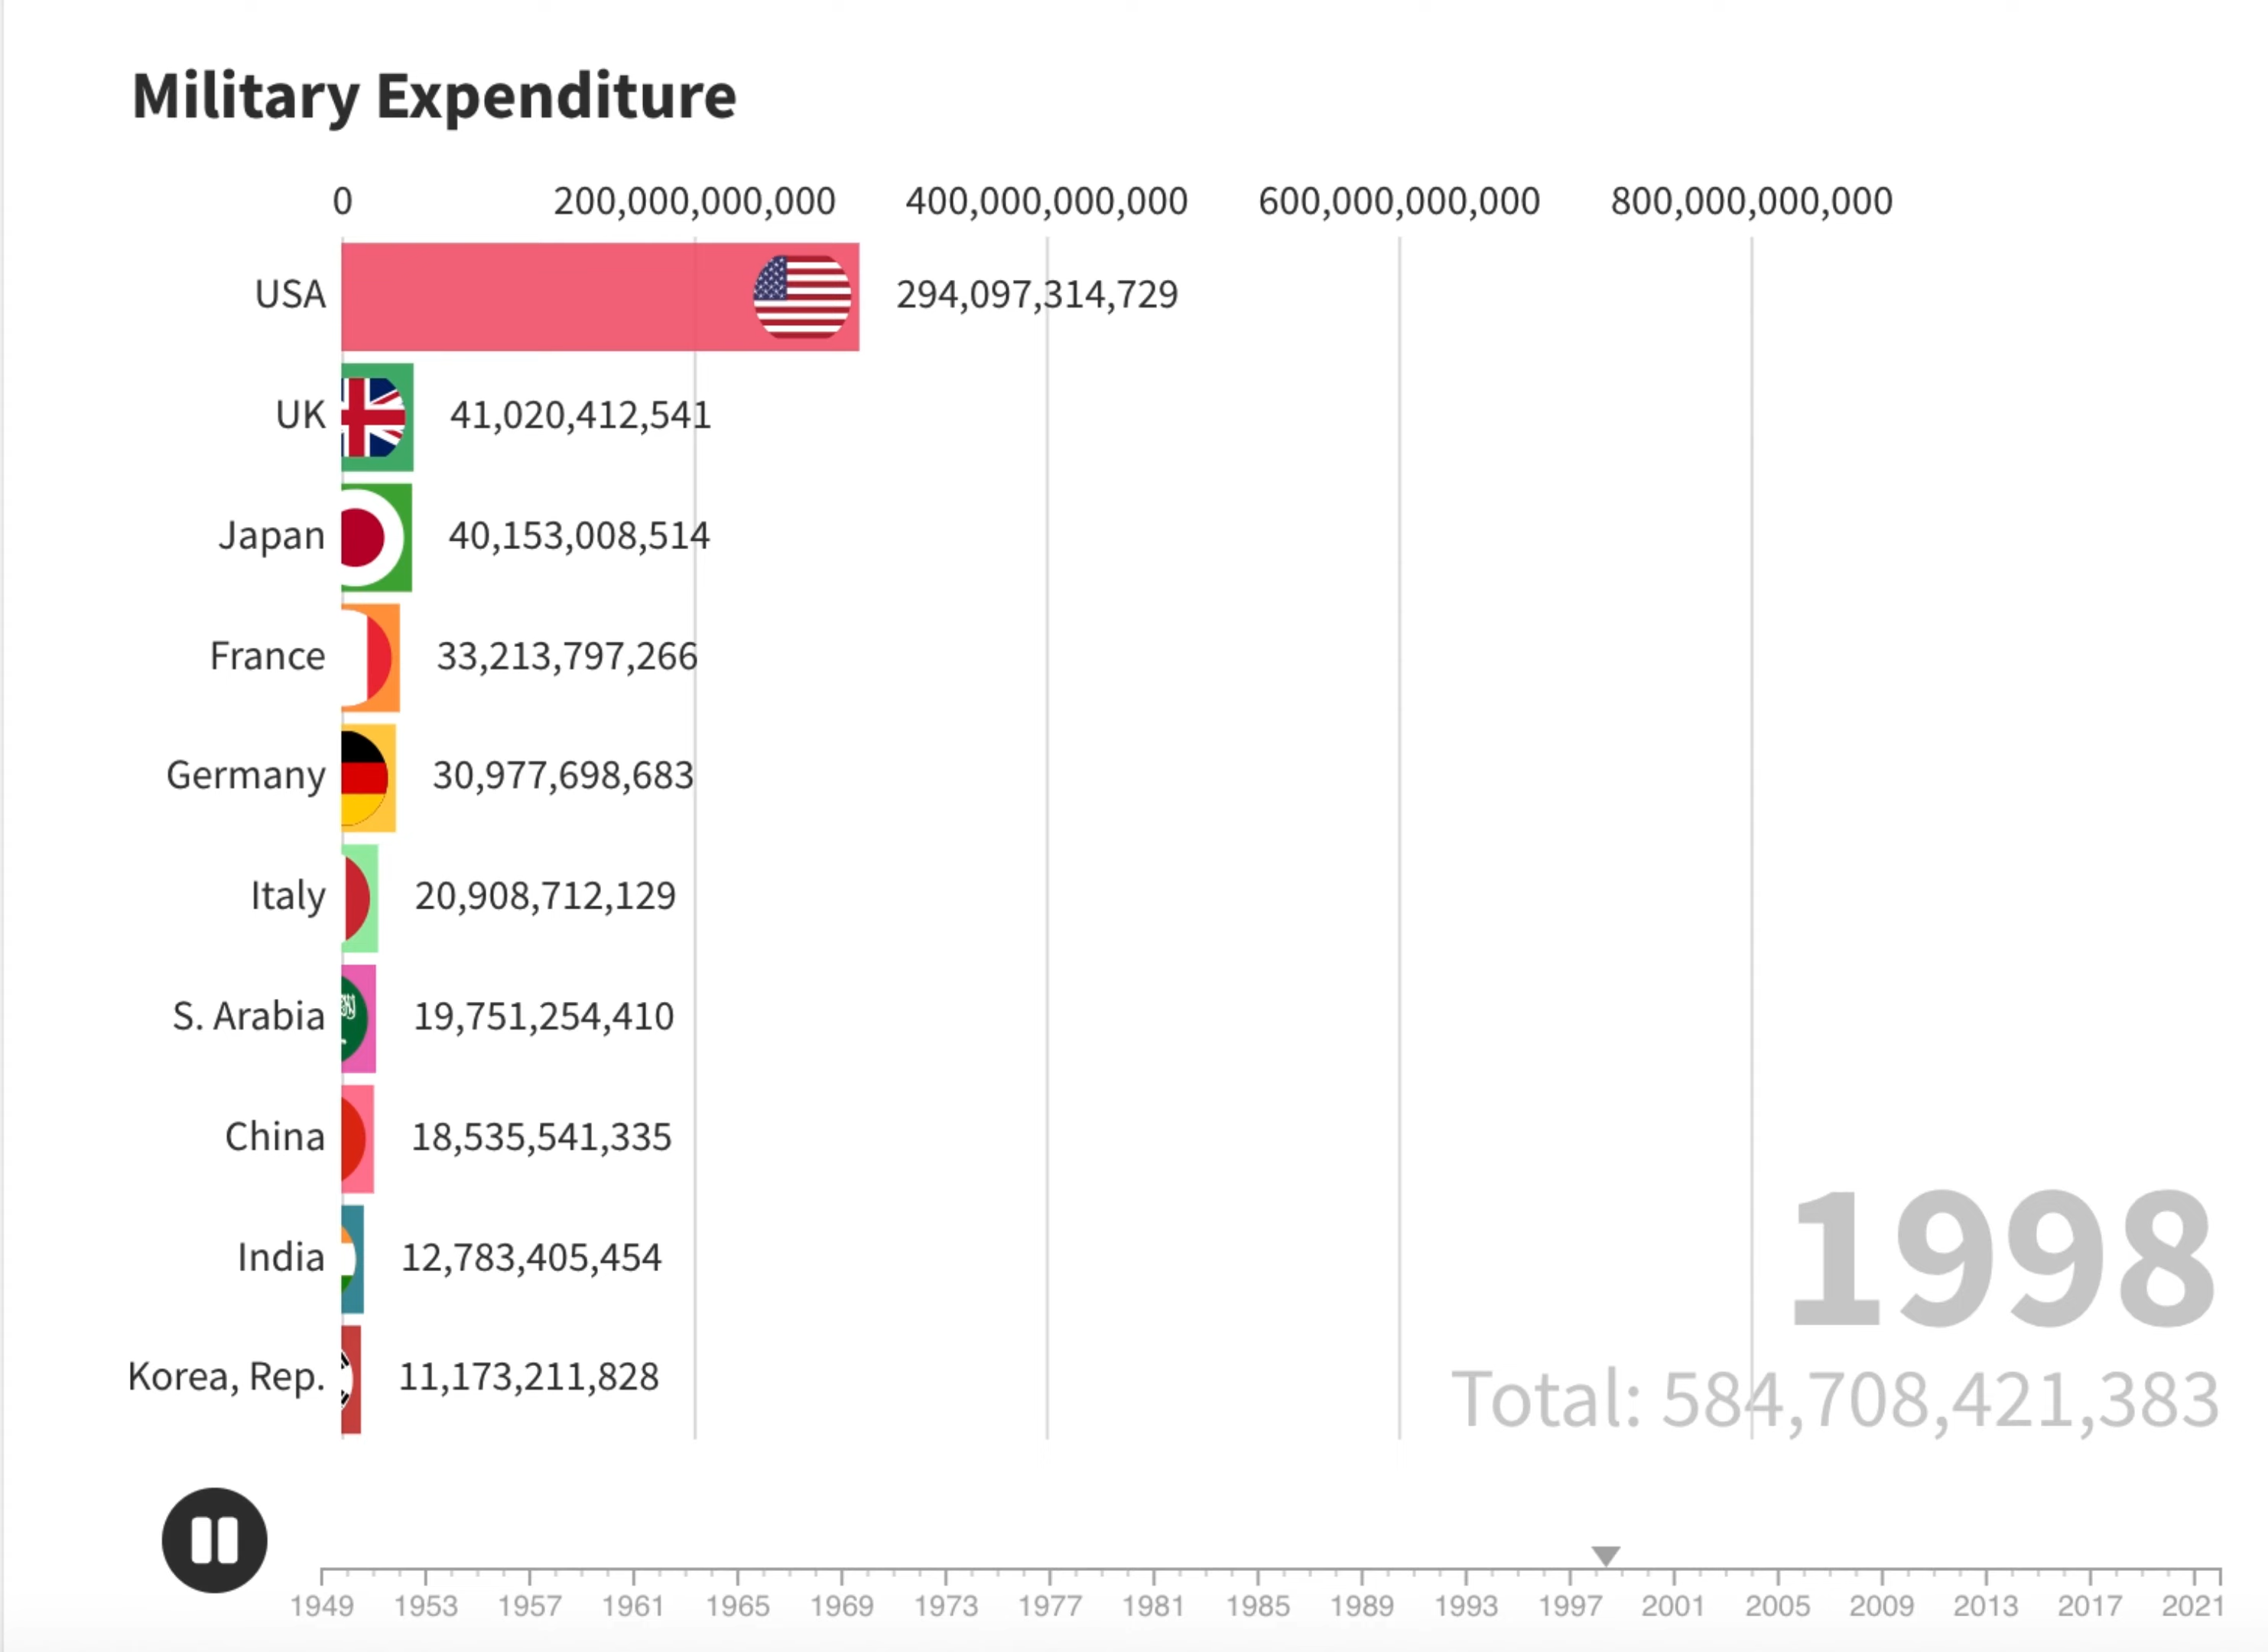 Military Expenditure
0 200,000,000,000 400,000,000,000 600,000,000,000 800,000,000,000
USA 294,097,314,729
UK 41,020,412,541
Japan 40,153,008,514
France 33,213,797,266
Germany 30,977,698,683
Italy 20,908,712,129
S. Arabia 19,751,254,410
China 18,535,541,335
India 12,783,405,454
Korea, Rep. 11,173,211,828
1998
Total: 584,708,421,383
1949 1953 1957 1961 1965 1969 1973 1977 1981 1985 1989 1993 1997 2001 2005 2009 2013 2017 2021